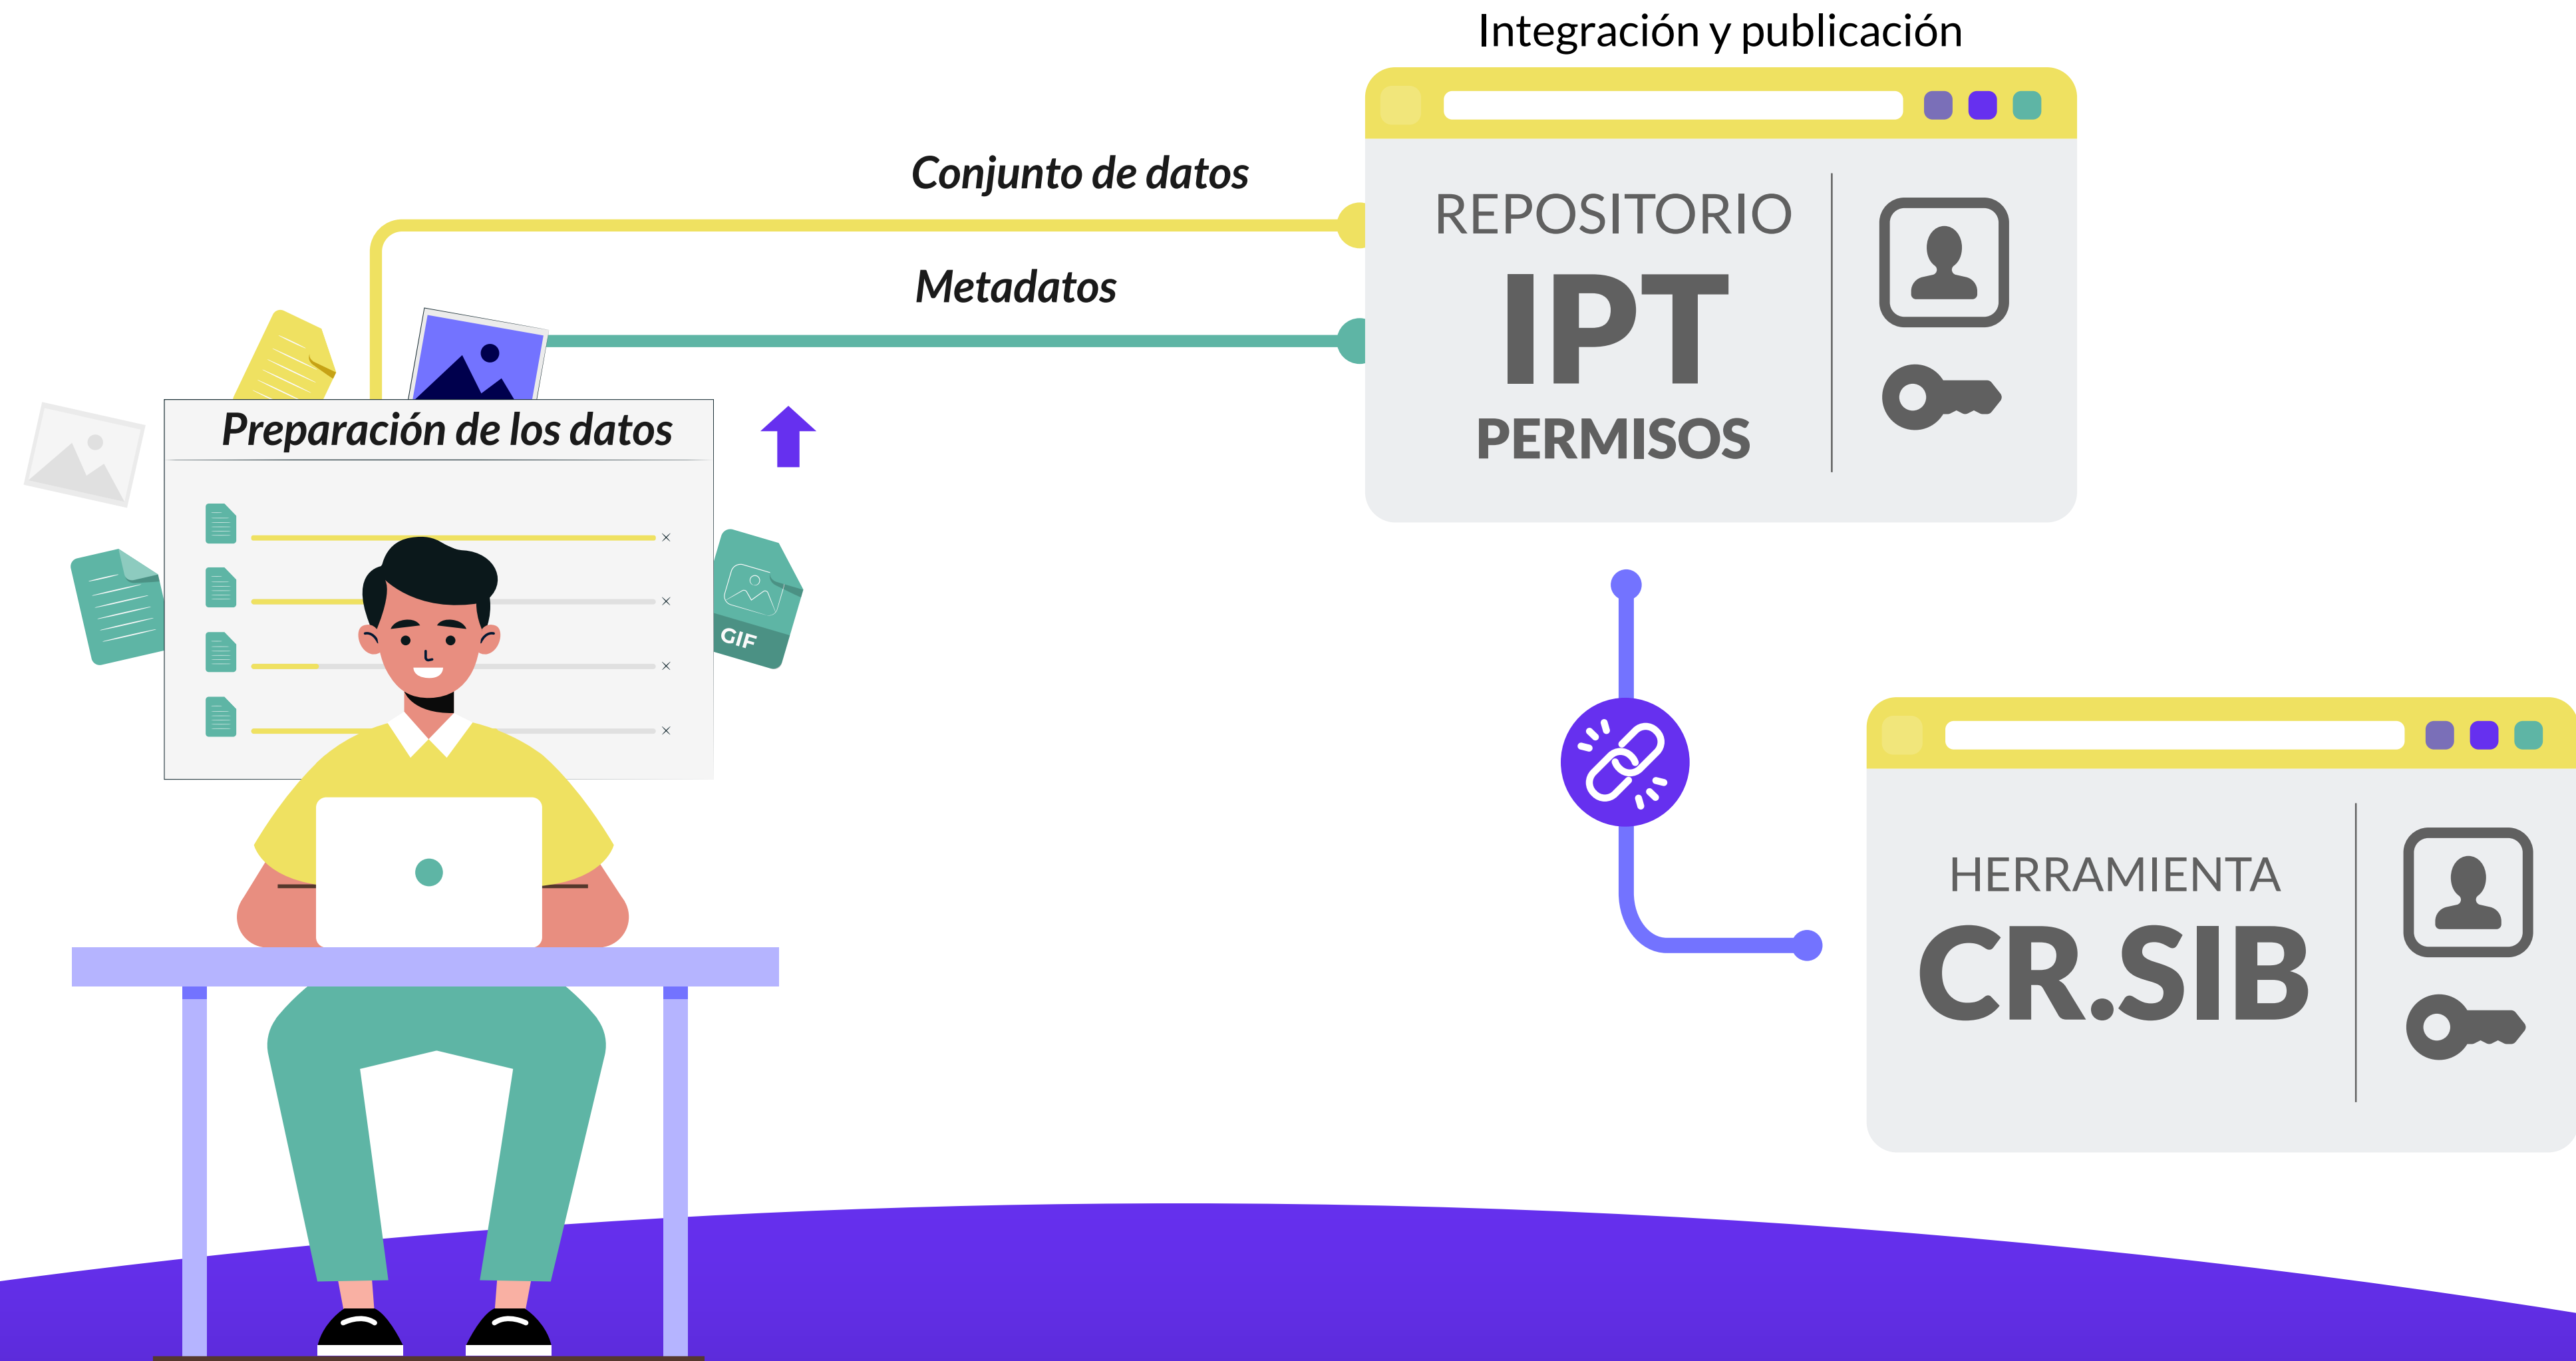 Integración y publicación
Conjunto de datos
Metadatos
REPOSITORIO
IPT
PERMISOS
Preparación de los datos
GIF
HERRAMIENTA
CR.SIB